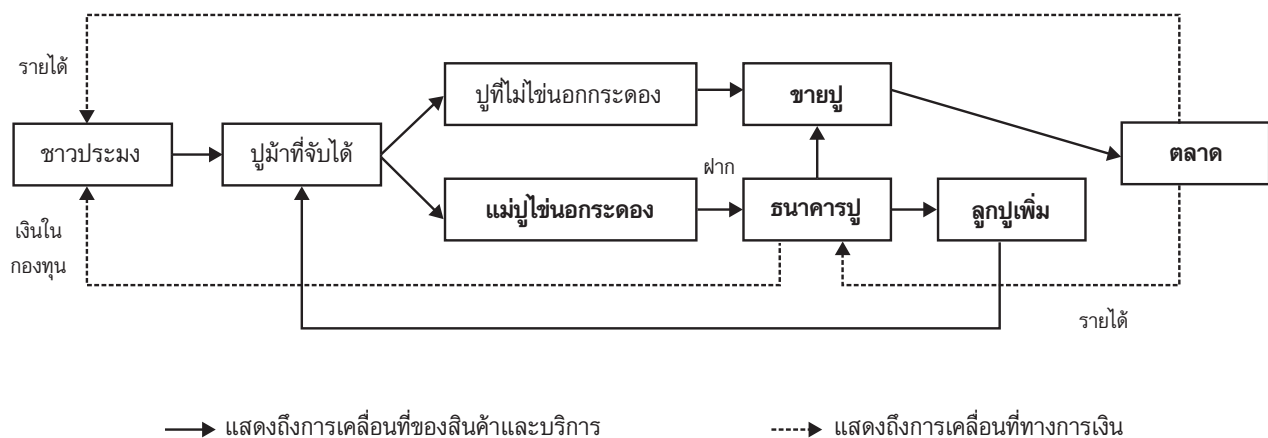 รายได้
ปูที่ไม่ไข่นอกกระดอง
ขายปู
ชาวประมง
ปูม้าที่จับได้
ตลาด
ฝาก
แม่ปูไข่นอกระดอง
ธนาคารปู
ลูกปูเพิ่ม
เงินใน
กองทุน
รายได้
แสดงถึงการเคลื่อนที่ของสินค้าและบริการ
แสดงถึงการเคลื่อนที่ทางการเงิน